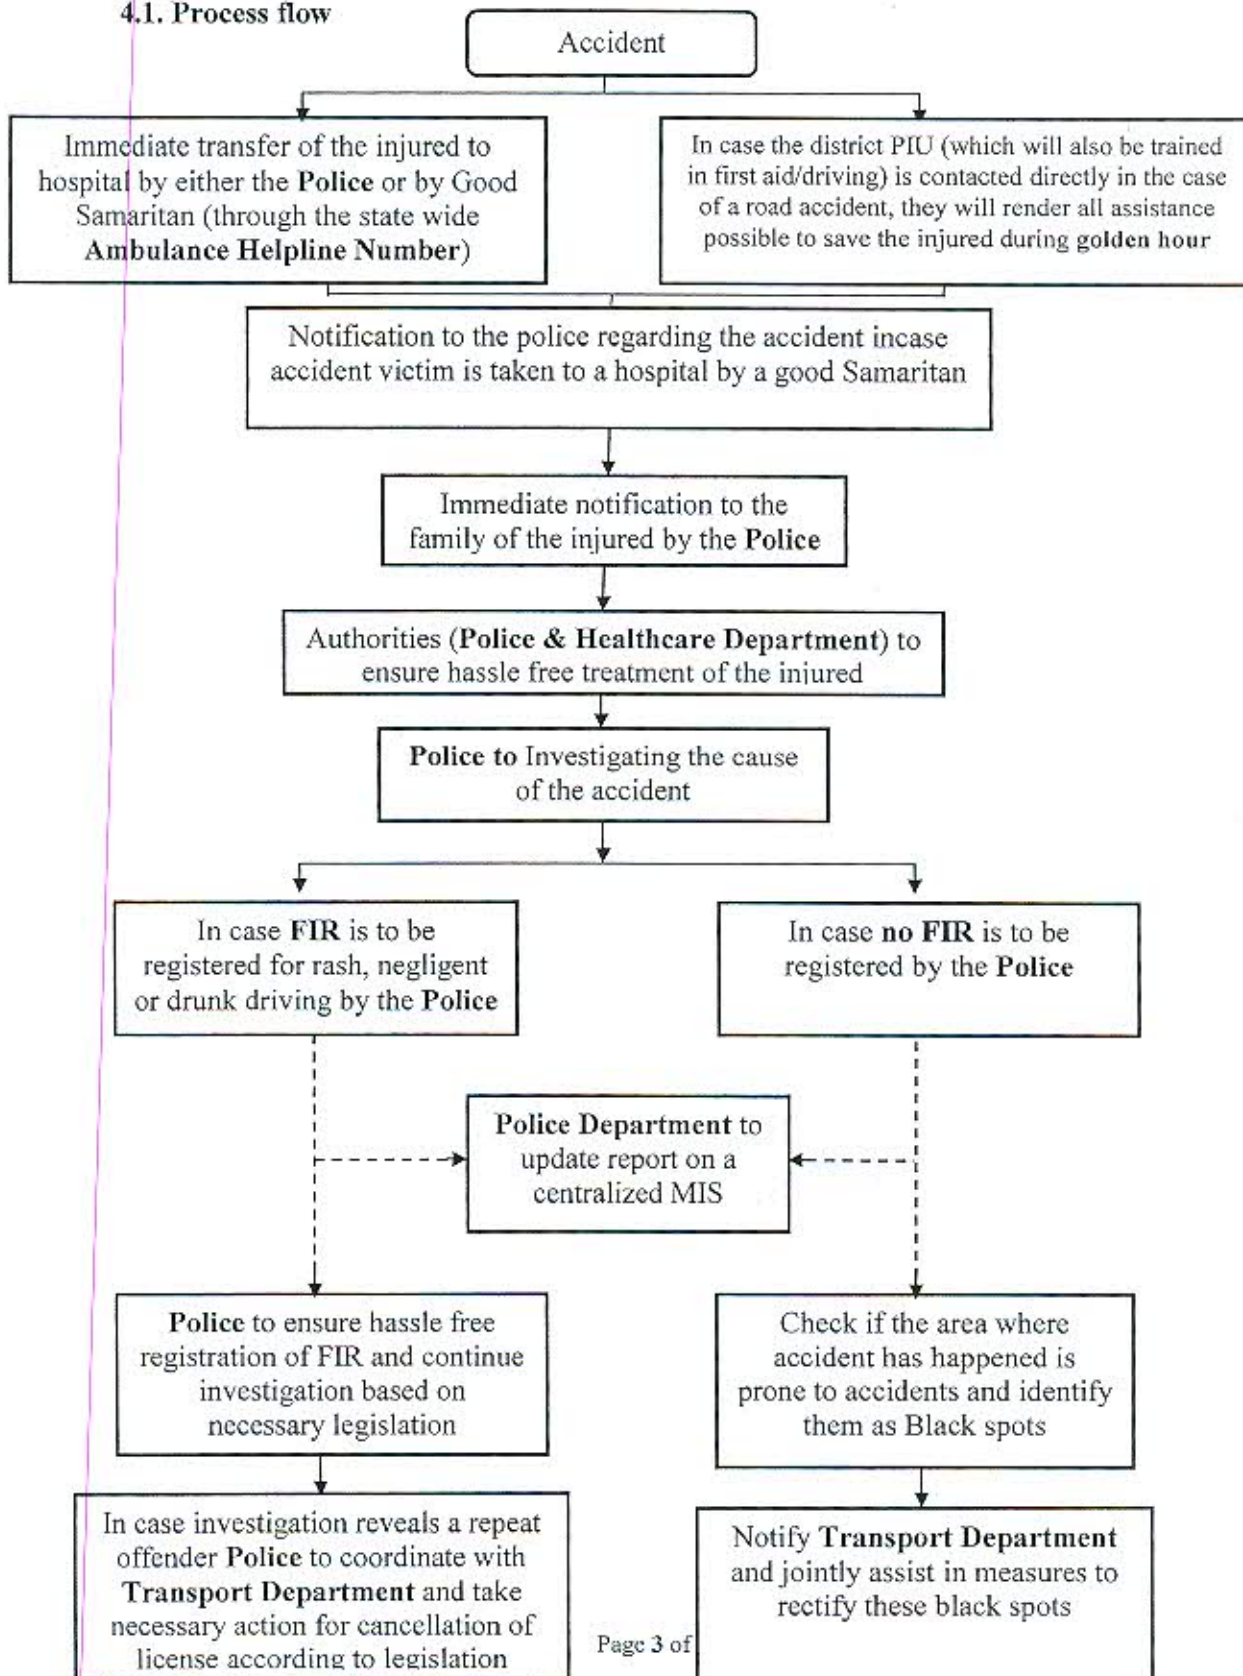 4.1. Process flow
Accident
Immediate transfer of the injured to
hospital by either the Police or by Good
Samaritan (through the state wide
Ambulance Helpline Number)
In case the district PIU (which will also be trained
in first aid/driving) is contacted directly in the case
of a road accident, they will render all assistance
possible to save the injured during golden hour
Notification to the police regarding the accident incase
accident victim is taken to a hospital by a good Samaritan
Immediate notification to the
family of the injured by the Police
Authorities (Police & Healthcare Department) to
ensure hassle free treatment of the injured
Police to Investigating the cause
of the accident
In case FIR is to be
registered for rash, negligent
or drunk driving by the Police
In case no FIR is to be
registered by the Police
Police Department to
update report on a
centralized MIS
Police to ensure hassle free
registration of FIR and continue
investigation based on
necessary legislation
Check if the area where
accident has happened is
prone to accidents and identify
them as Black spots
In case investigation reveals a repeat
offender Police to coordinate with
Transport Department and take
necessary action for cancellation of
license according to legislation
Notify Transport Department
and jointly assist in measures to
rectify these black spots
Page 3 of